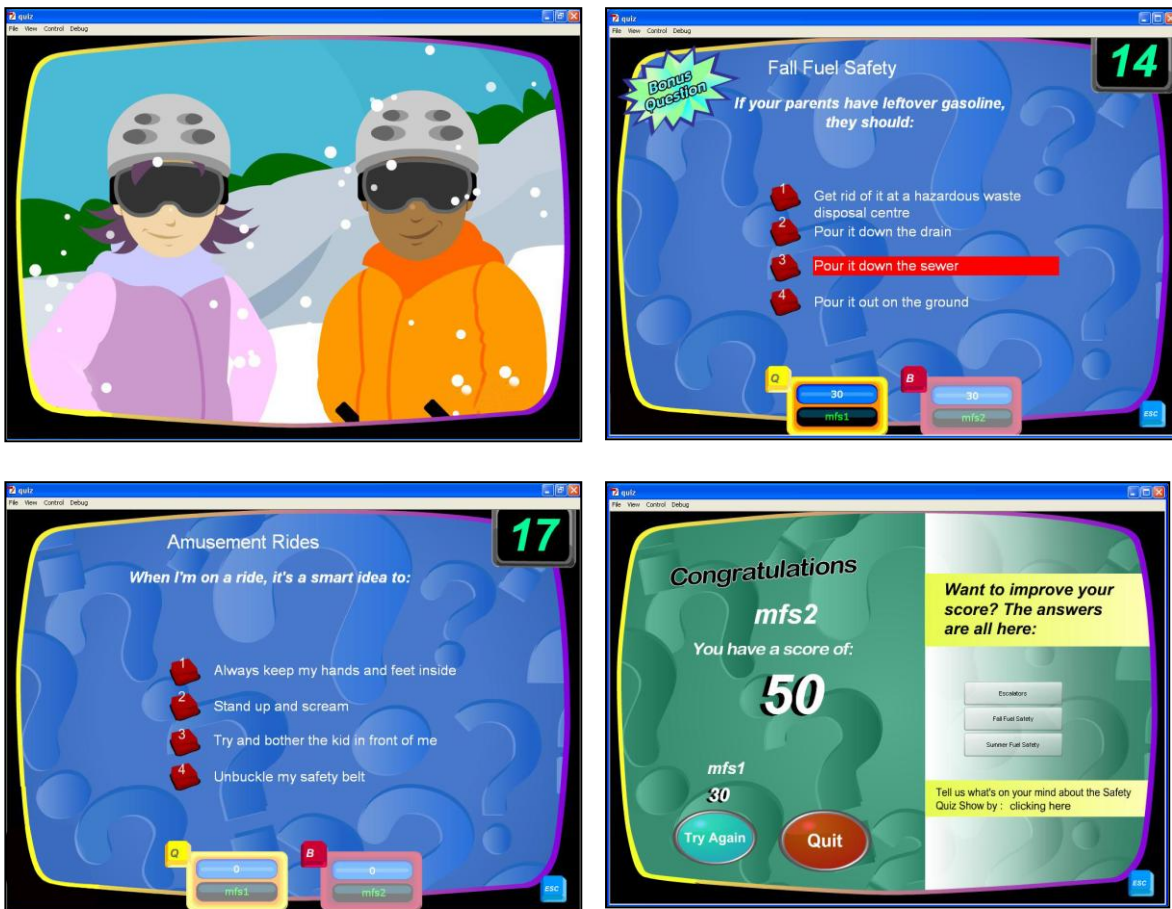 quiz
File View Control Debug
quiz
File View Control Debug
14
Bonus
Question
Fall Fuel Safety
If your parents have leftover gasoline,
they should:
1
Get rid of it at a hazardous waste
disposal centre
2
Pour it down the drain
3
Pour it down the sewer
4
Pour it out on the ground
Q
30
mfs1
B
30
mfs2
ESC
quiz
File View Control Debug
17
Amusement Rides
When I'm on a ride, it's a smart idea to:
1
Always keep my hands and feet inside
2
Stand up and scream
3
Try and bother the kid in front of me
4
Unbuckle my safety belt
Q
0
mfs1
B
0
mfs2
ESC
quiz
File View Control Debug
Congratulations
mfs2
You have a score of:
50
mfs1
30
Try Again
Quit
Want to improve your
score? The answers
are all here:
Escalators
Fall Fuel Safety
Summer Fuel Safety
Tell us what's on your mind about the Safety
Quiz Show by : clicking here
ESC